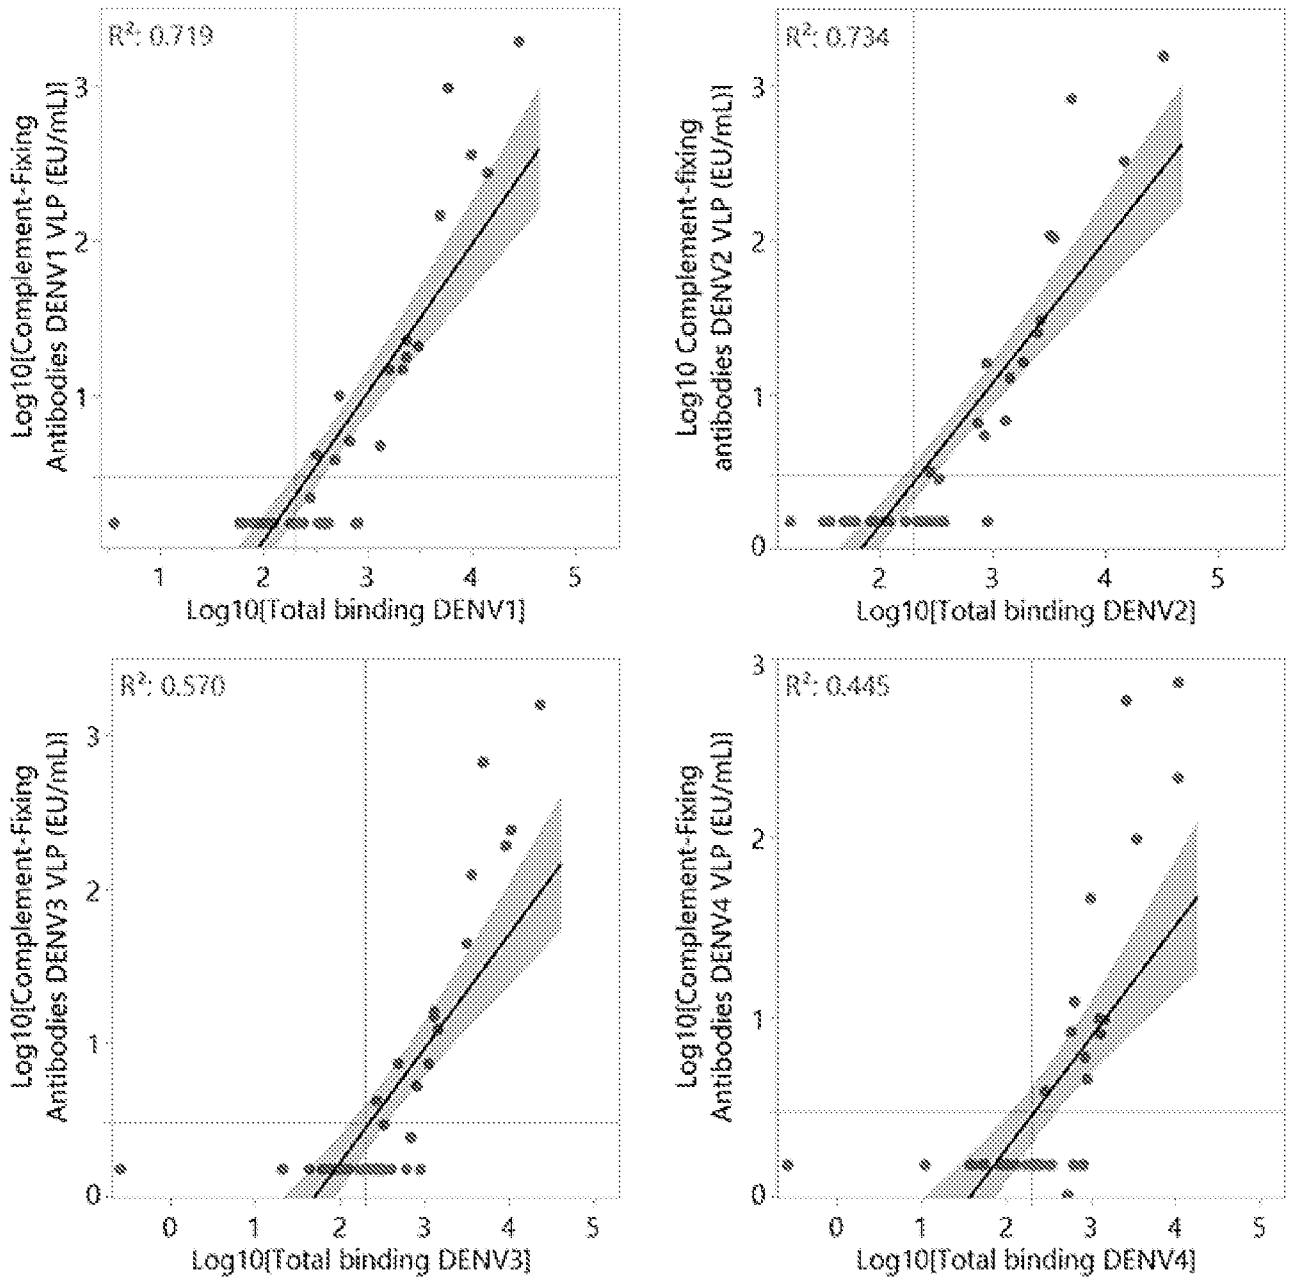 R²: 0.719
Log10[Complement-Fixing
Antibodies DENV1 VLP (EU/mL)]
3
2
1
1 2 3 4 5
Log10[Total binding DENV1]
R²: 0.734
Log10 Complement-fixing
antibodies DENV2 VLP (EU/mL)]
3
2
1
0
2 3 4 5
Log10[Total binding DENV2]
R²: 0.570
Log10[Complement-Fixing
Antibodies DENV3 VLP (EU/mL)]
3
2
1
0
0 1 2 3 4 5
Log10[Total binding DENV3]
R²: 0.445
Log10[Complement-Fixing
Antibodies DENV4 VLP (EU/mL)]
3
2
1
0
0 1 2 3 4 5
Log10[Total binding DENV4]